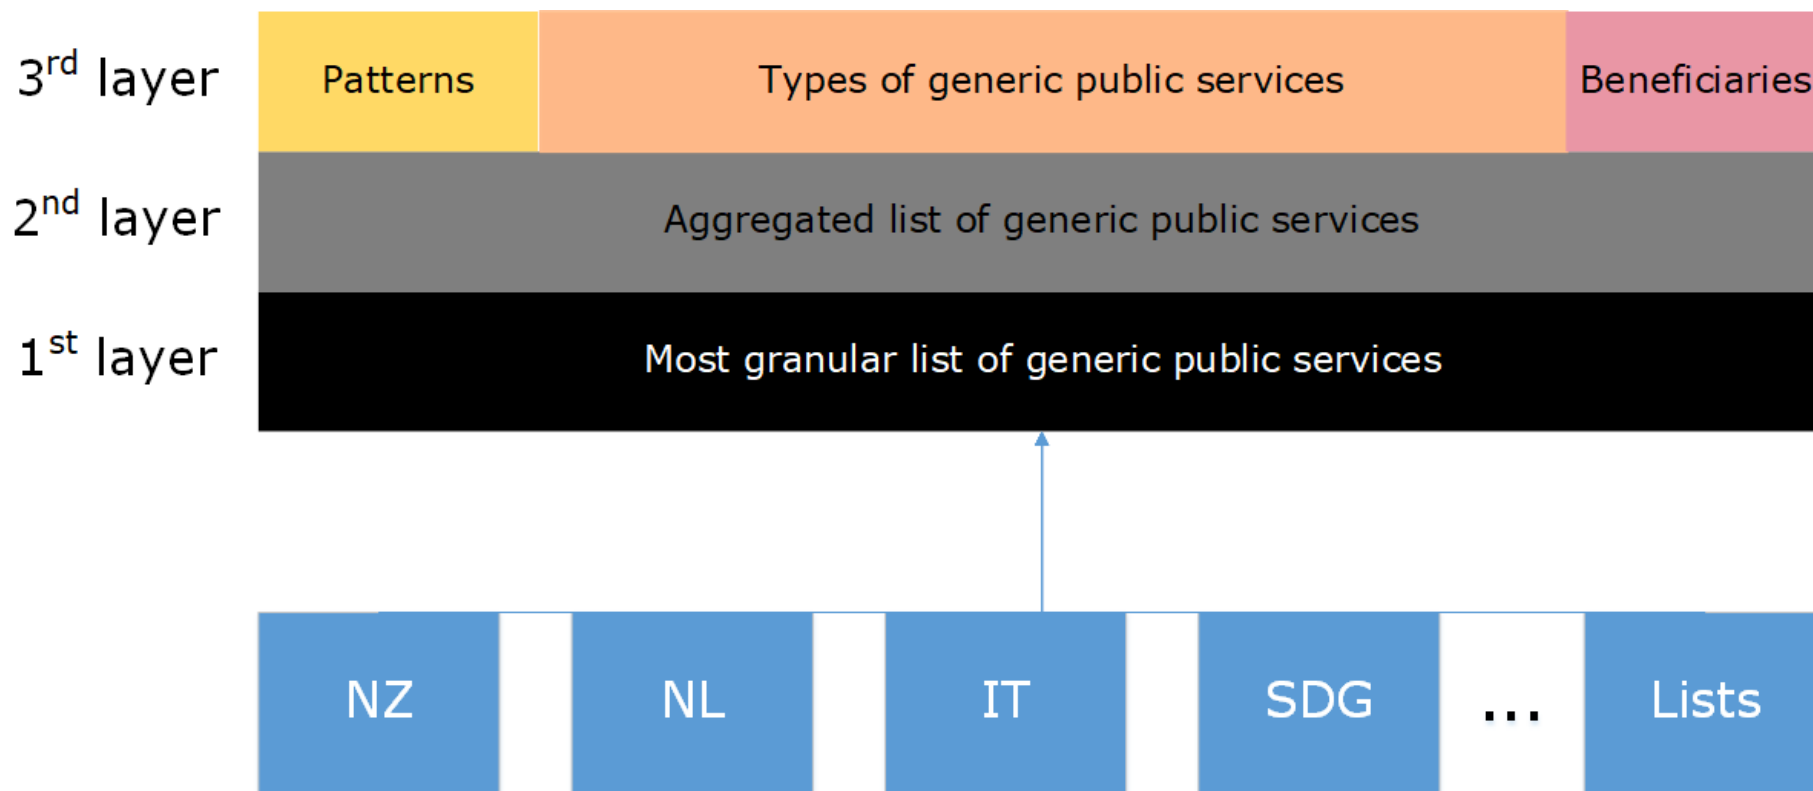 3rd layer Patterns Types of generic public services Beneficiaries
2nd layer Aggregated list of generic public services
1st layer Most granular list of generic public services
NZ NL IT SDG ... Lists